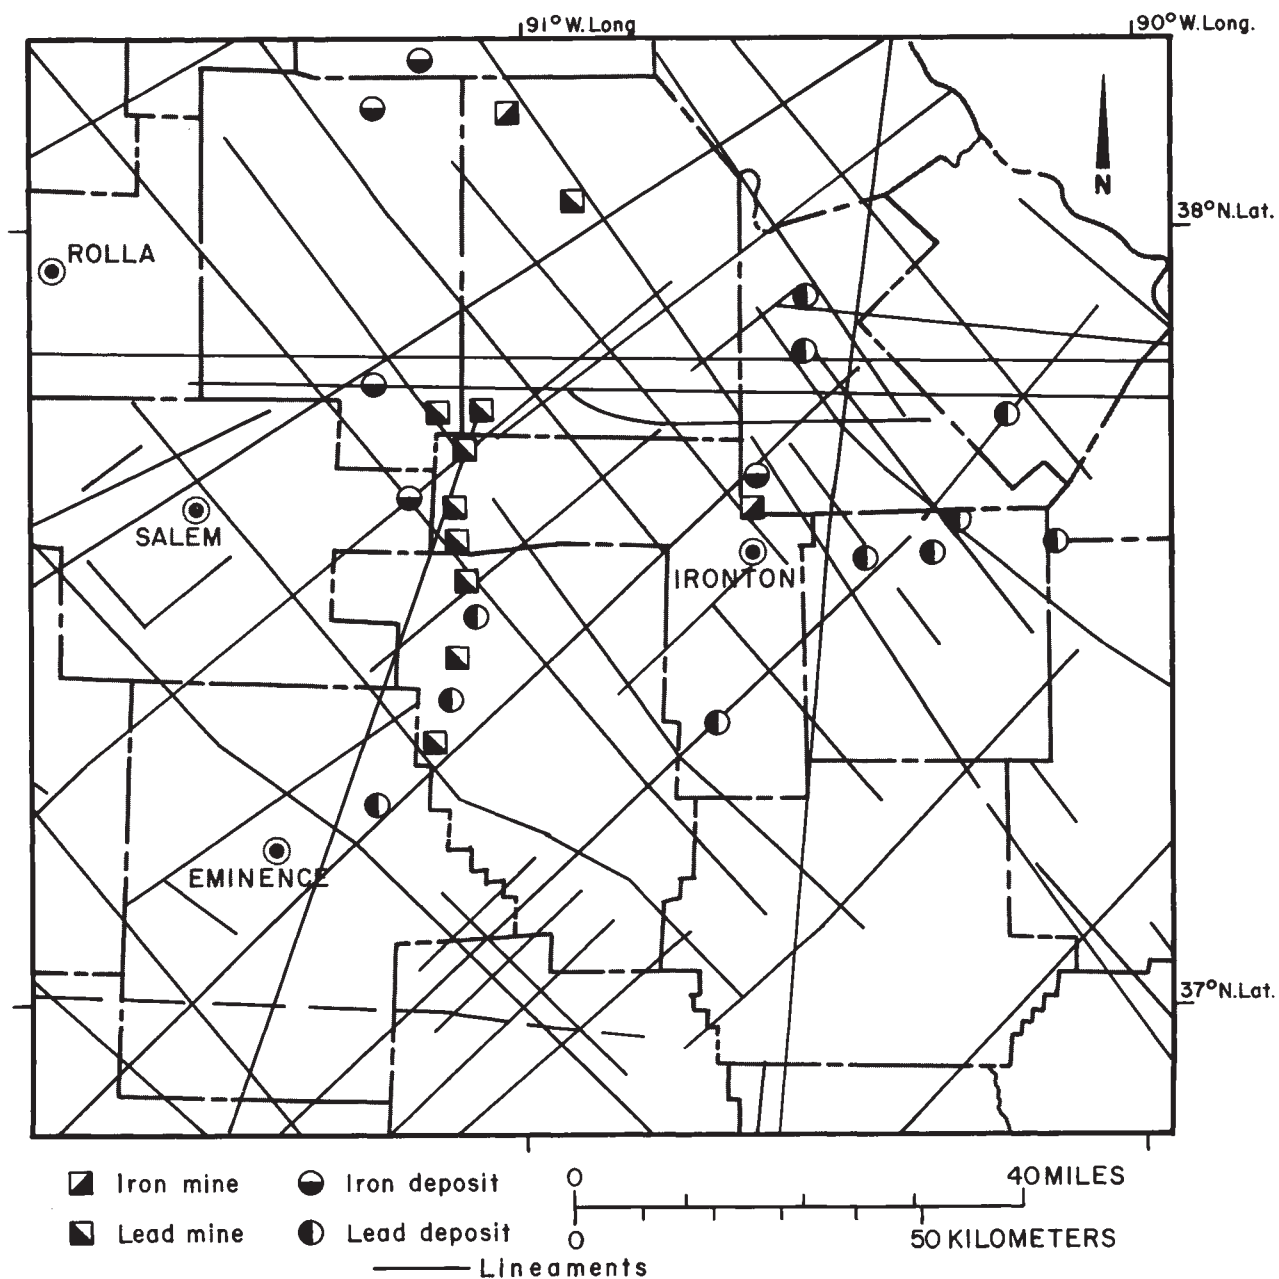 91° W. Long
90° W. Long.
N
38° N. Lat.
ROLLA
SALEM
IRONTON
EMINENCE
37° N. Lat.
Iron mine
Iron deposit
0
40 MILES
Lead mine
Lead deposit
0
50 KILOMETERS
Lineaments